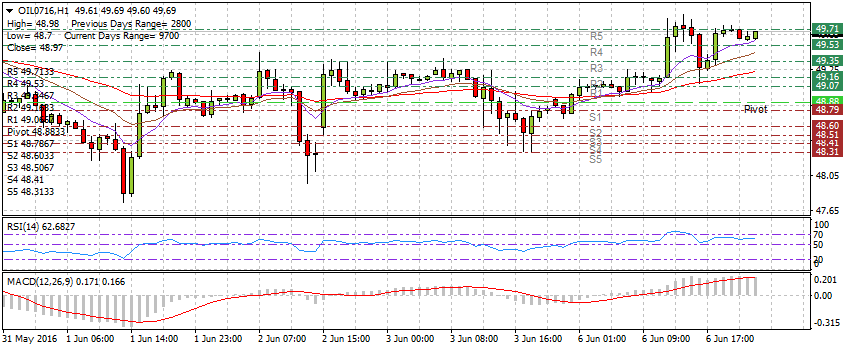 OIL0716,H1 49.61 49.69 49.60 49.69
High= 48.98 Previous Days Range= 2800
Low= 48.7 Current Days Range= 9700
Close= 48.97
R5 49.7133
R4 49.53
R1 49.0650
Pivot 48.8833
S1 48.7867
S2 48.6033
S3 48.5067
S4 48.41
S5 48.3133
R5
R4
R3
R1
Pivot
S1
S2
S4
S5
49.71
49.53
49.35
49.25
49.16
49.07
48.88
48.79
48.60
48.51
48.41
48.31
48.05
47.65
RSI(14) 62.6827
100
70
50
20
0
MACD(12,26,9) 0.171 0.166
0.201
0.00
-0.315
31 May 2016 1 Jun 06:00 1 Jun 14:00 1 Jun 23:00 2 Jun 07:00 2 Jun 15:00 3 Jun 00:00 3 Jun 08:00 3 Jun 16:00 6 Jun 01:00 6 Jun 09:00 6 Jun 17:00